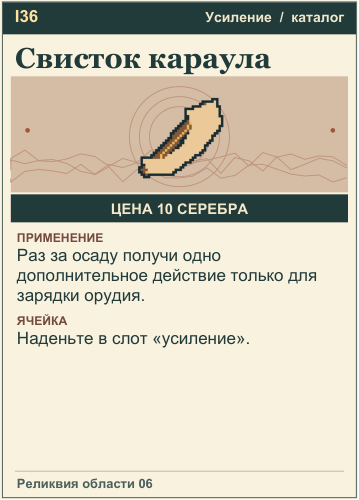 I36
Усиление / каталог
Свисток караула
ЦЕНА 10 СЕРЕБРА
ПРИМЕНЕНИЕ
Раз за осаду получи одно
дополнительное действие только для
зарядки орудия.
ЯЧЕЙКА
Наденьте в слот «усиление».
Реликвия области 06